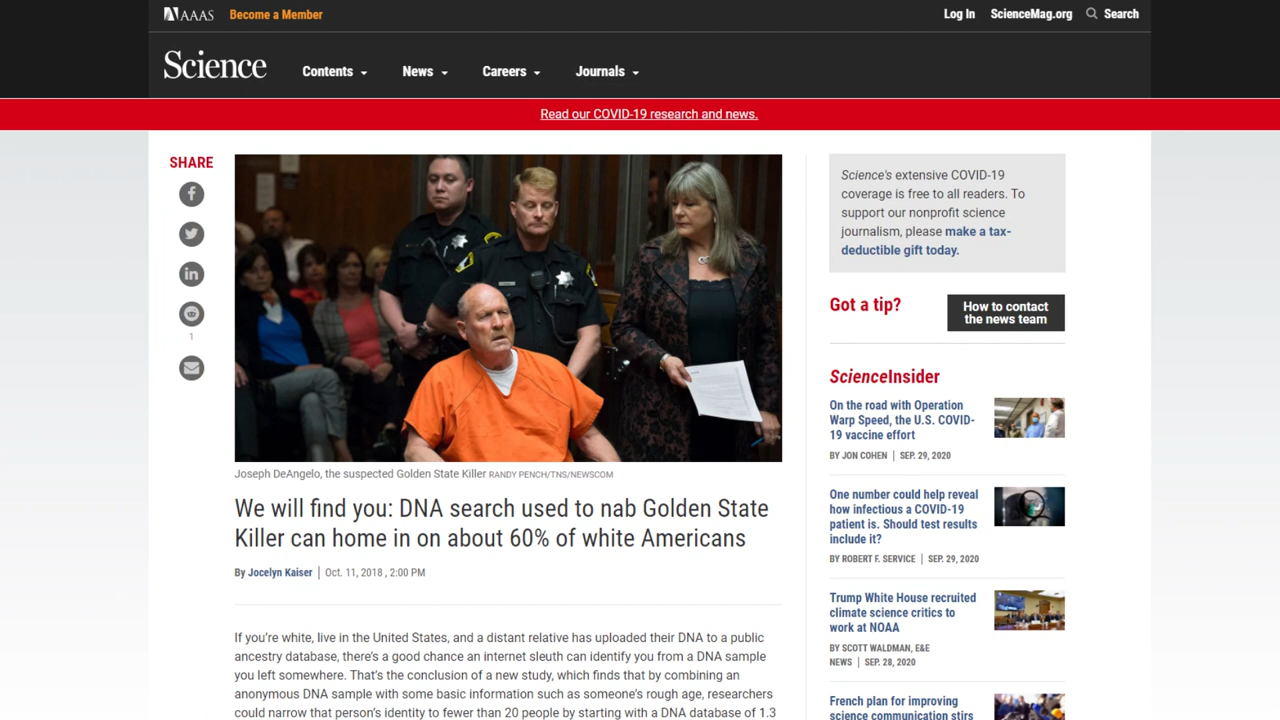 AAAS
Become a Member
Log In
ScienceMag.org
Search
Science
Contents
News
Careers
Journals
Read our COVID-19 research and news.
SHARE
1
Joseph DeAngelo, the suspected Golden State Killer RANDY PENCH/TNS/NEWSCOM
We will find you: DNA search used to nab Golden State
Killer can home in on about 60% of white Americans
By Jocelyn Kaiser | Oct. 11, 2018 , 2:00 PM
If you're white, live in the United States, and a distant relative has uploaded their DNA to a public
ancestry database, there's a good chance an internet sleuth can identify you from a DNA sample
you left somewhere. That's the conclusion of a new study, which finds that by combining an
anonymous DNA sample with some basic information such as someone's rough age, researchers
could narrow that person's identity to fewer than 20 people by starting with a DNA database of 1.3
Science's extensive COVID-19
coverage is free to all readers. To
support our nonprofit science
journalism, please make a tax-
deductible gift today.
Got a tip?
How to contact
the news team
ScienceInsider
On the road with Operation
Warp Speed, the U.S. COVID-
19 vaccine effort
BY JON COHEN | SEP. 29, 2020
One number could help reveal
how infectious a COVID-19
patient is. Should test results
include it?
BY ROBERT F. SERVICE | SEP. 29, 2020
Trump White House recruited
climate science critics to
work at NOAA
BY SCOTT WALDMAN, E&E
NEWS | SEP. 28, 2020
French plan for improving
science communication stirs